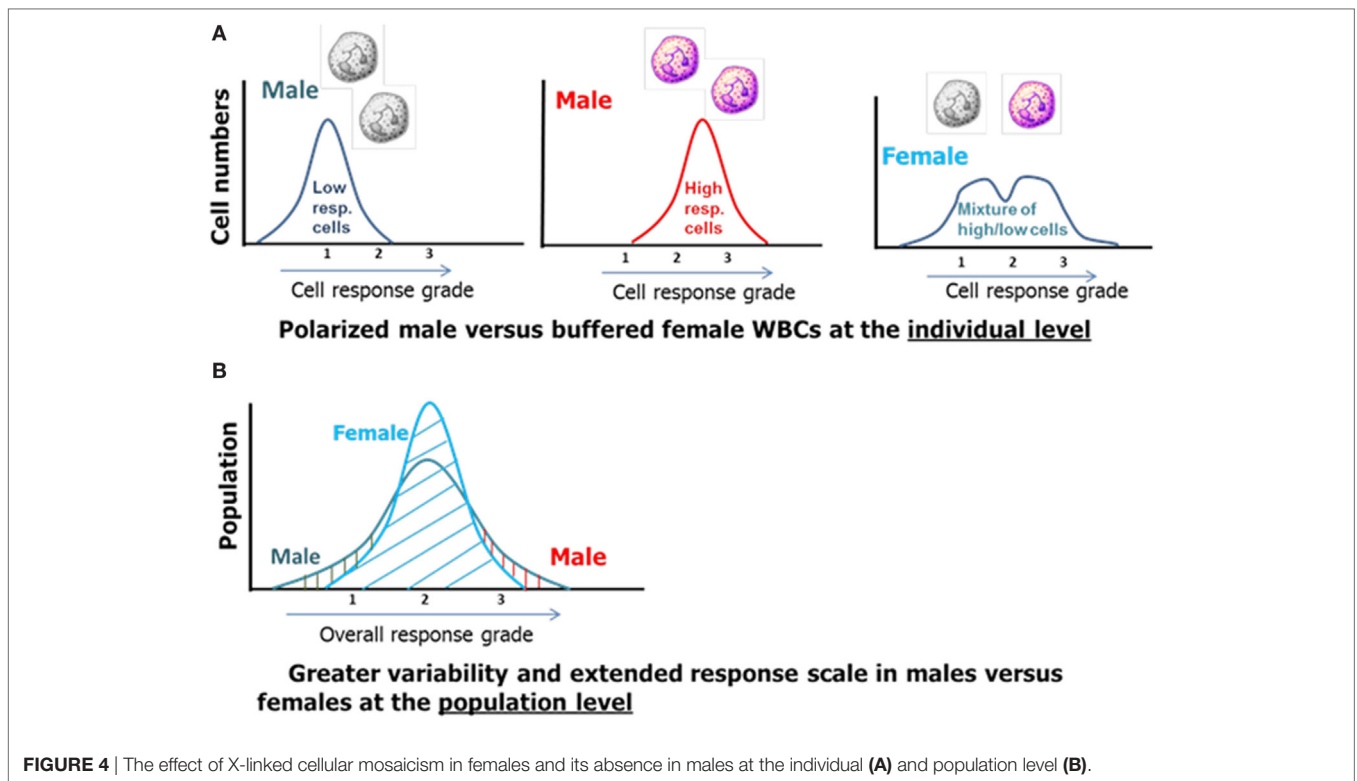 A
Cell numbers
Male
Low
resp.
cells
1 2 3
Cell response grade
Male
High
resp.
cells
1 2 3
Cell response grade
Female
Mixture of
high/low cells
1 2 3
Cell response grade
Polarized male versus buffered female WBCs at the individual level
B
Population
Female
Male
Male
1 2 3
Overall response grade
Greater variability and extended response scale in males versus
females at the population level
FIGURE 4 | The effect of X-linked cellular mosaicism in females and its absence in males at the individual (A) and population level (B).